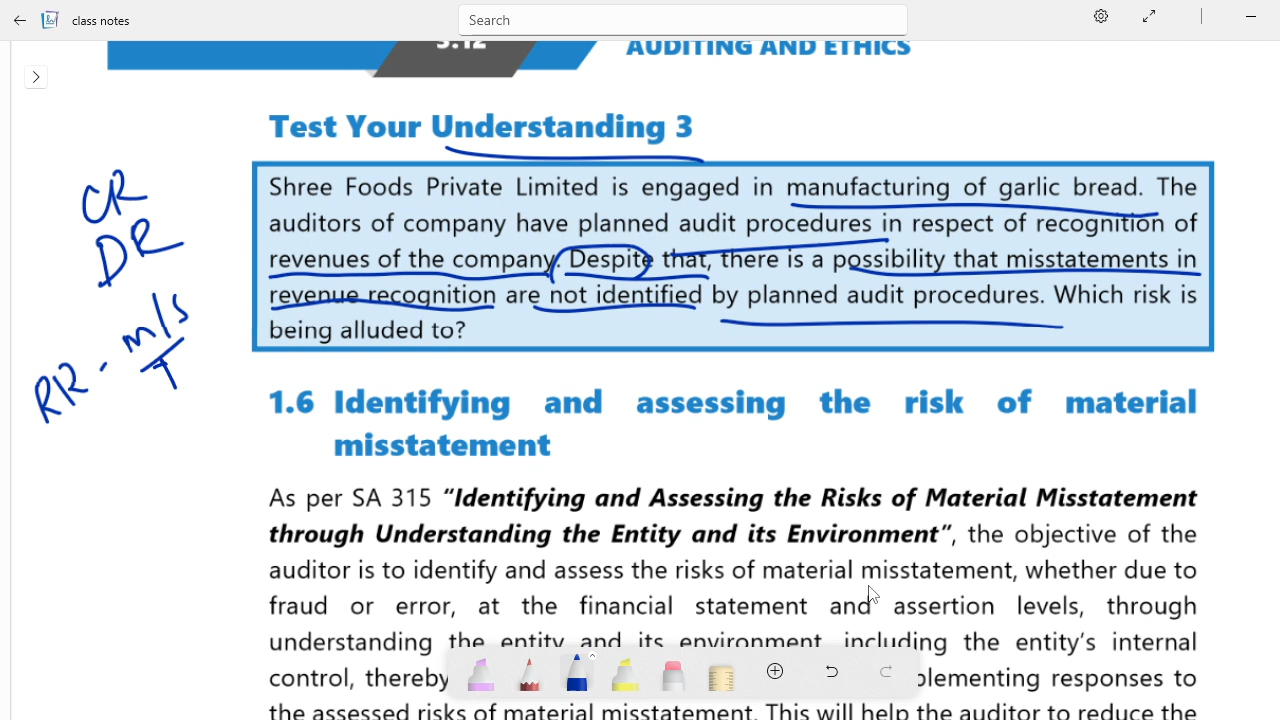 class notes
Search
3.12
AUDITING AND ETHICS
Test Your Understanding 3
Shree Foods Private Limited is engaged in manufacturing of garlic bread. The
auditors of company have planned audit procedures in respect of recognition of
revenues of the company. Despite that, there is a possibility that misstatements in
revenue recognition are not identified by planned audit procedures. Which risk is
being alluded to?
CR
DR
RR - m/s
T
1.6 Identifying and assessing the risk of material
misstatement
As per SA 315 “Identifying and Assessing the Risks of Material Misstatement
through Understanding the Entity and its Environment”, the objective of the
auditor is to identify and assess the risks of material misstatement, whether due to
fraud or error, at the financial statement and assertion levels, through
understanding the entity and its environment, including the entity’s internal
control, thereby plementing responses to
the assessed risks of material misstatement. This will help the auditor to reduce the